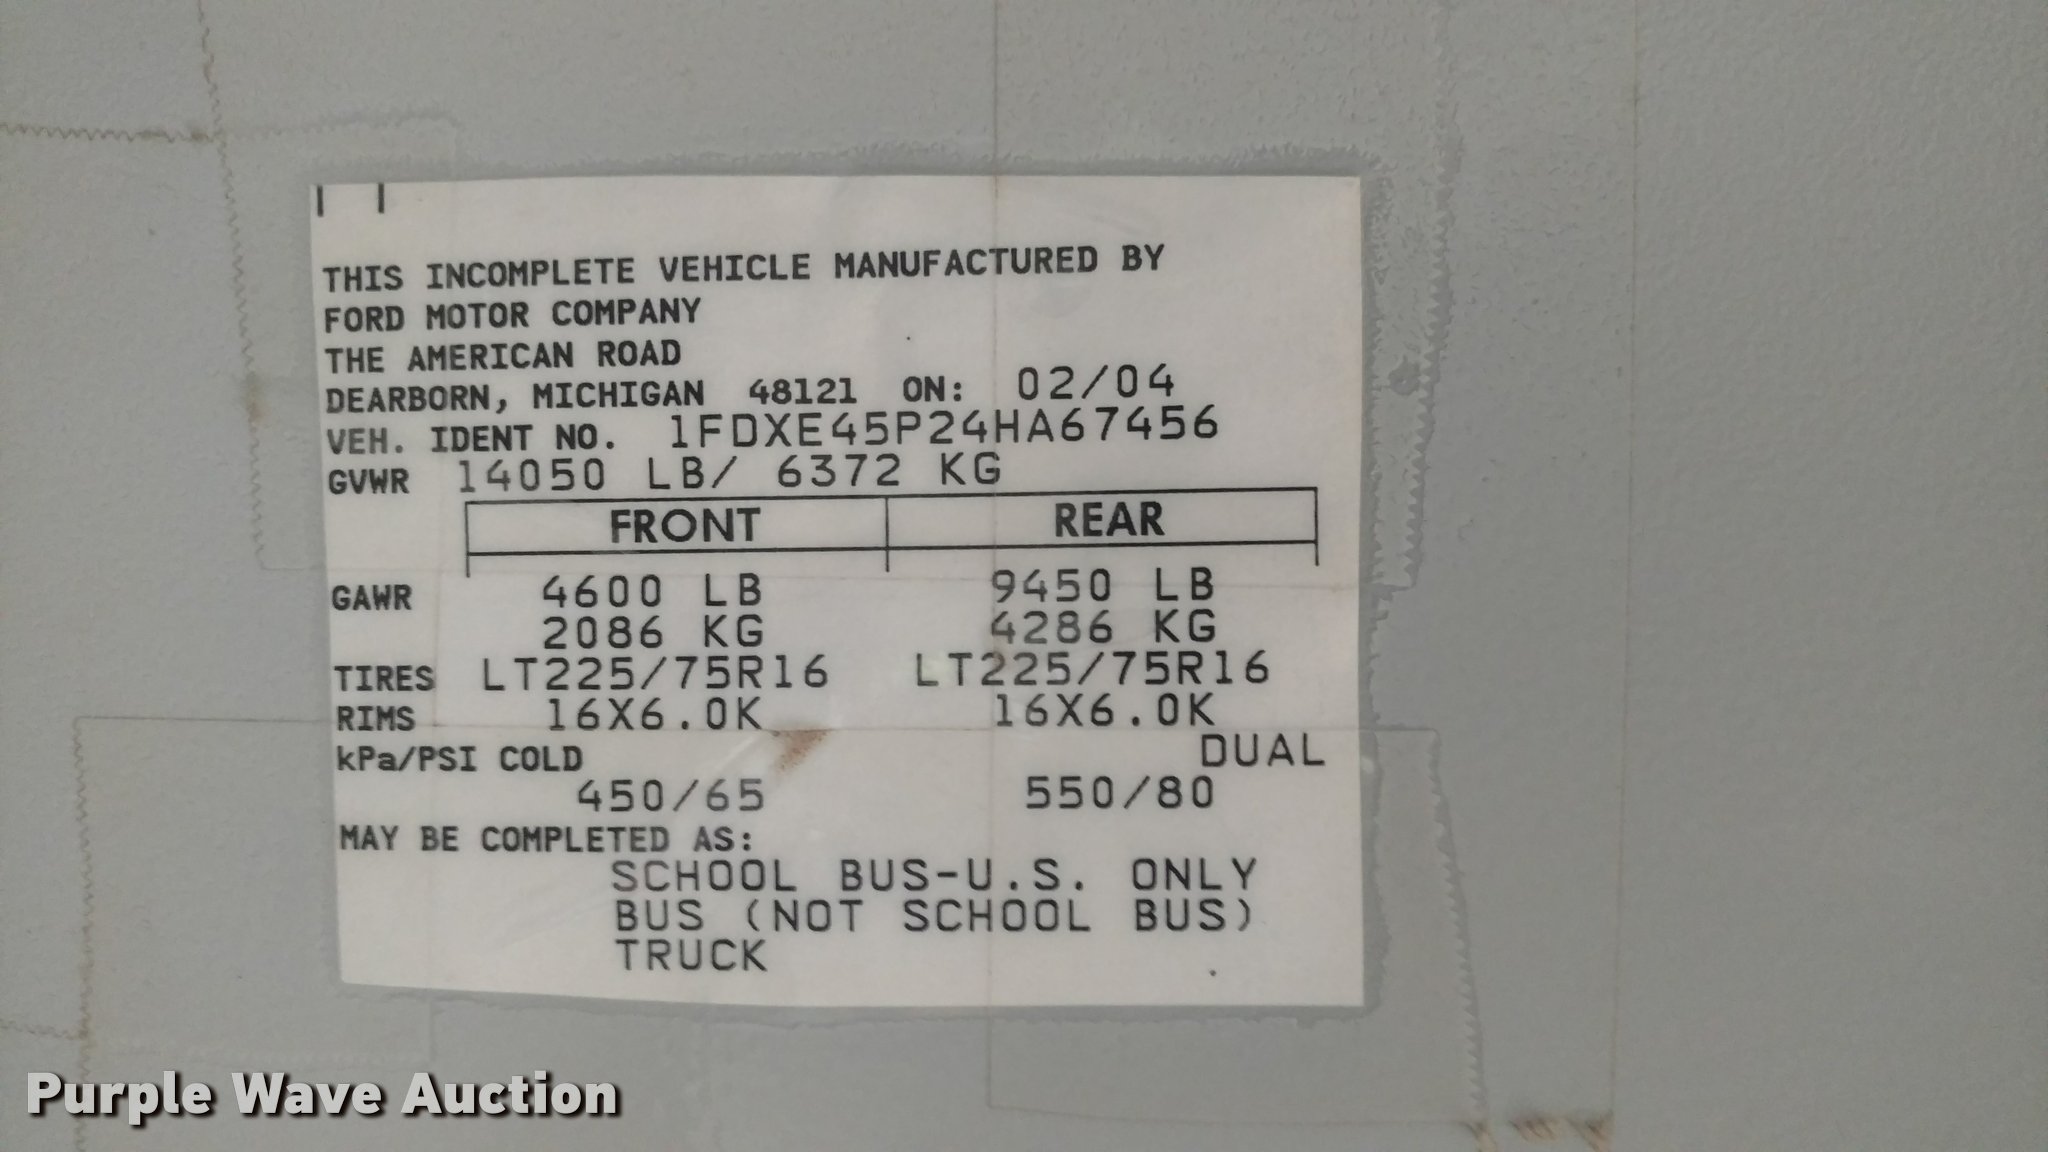 THIS INCOMPLETE VEHICLE MANUFACTURED BY
FORD MOTOR COMPANY
THE AMERICAN ROAD
DEARBORN, MICHIGAN 48121 ON: 02/04
VEH. IDENT NO. 1FDXE45P24HA67456
GVWR 14050 LB/ 6372 KG
FRONT REAR
GAWR 4600 LB 9450 LB
2086 KG 4286 KG
TIRES LT225/75R16 LT225/75R16
RIMS 16X6.0K 16X6.0K
kPa/PSI COLD DUAL
450/65 550/80
MAY BE COMPLETED AS:
SCHOOL BUS-U.S. ONLY
BUS (NOT SCHOOL BUS)
TRUCK
Purple Wave Auction